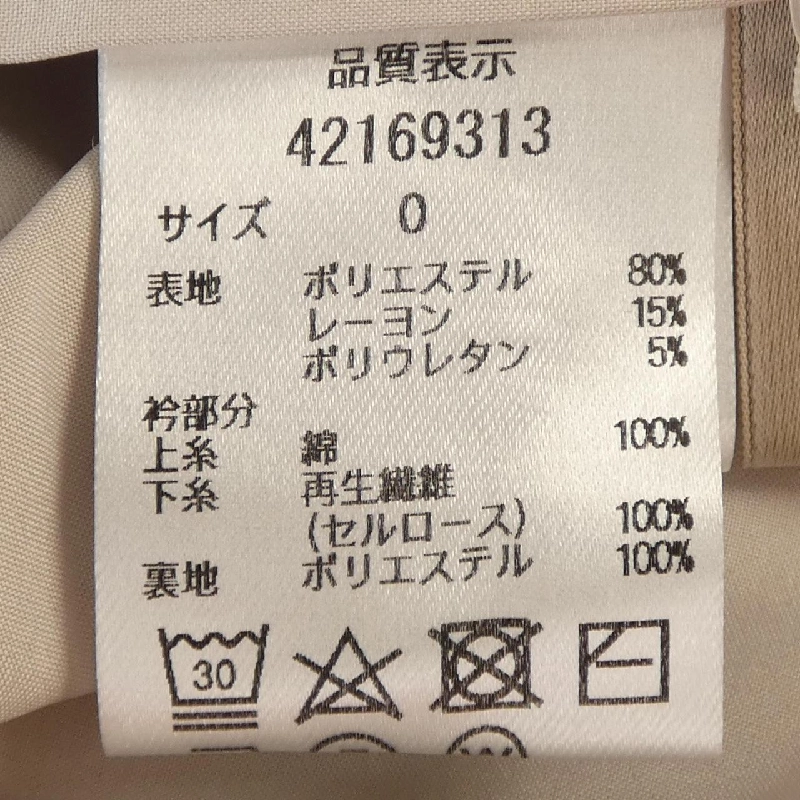 品質表示
42169313
サイズ 0
表地 ポリエステル 80%
レーヨン 15%
ポリウレタン 5%
衿部分
上糸 綿 100%
下糸 再生繊維
(セルロース) 100%
裏地 ポリエステル 100%
30